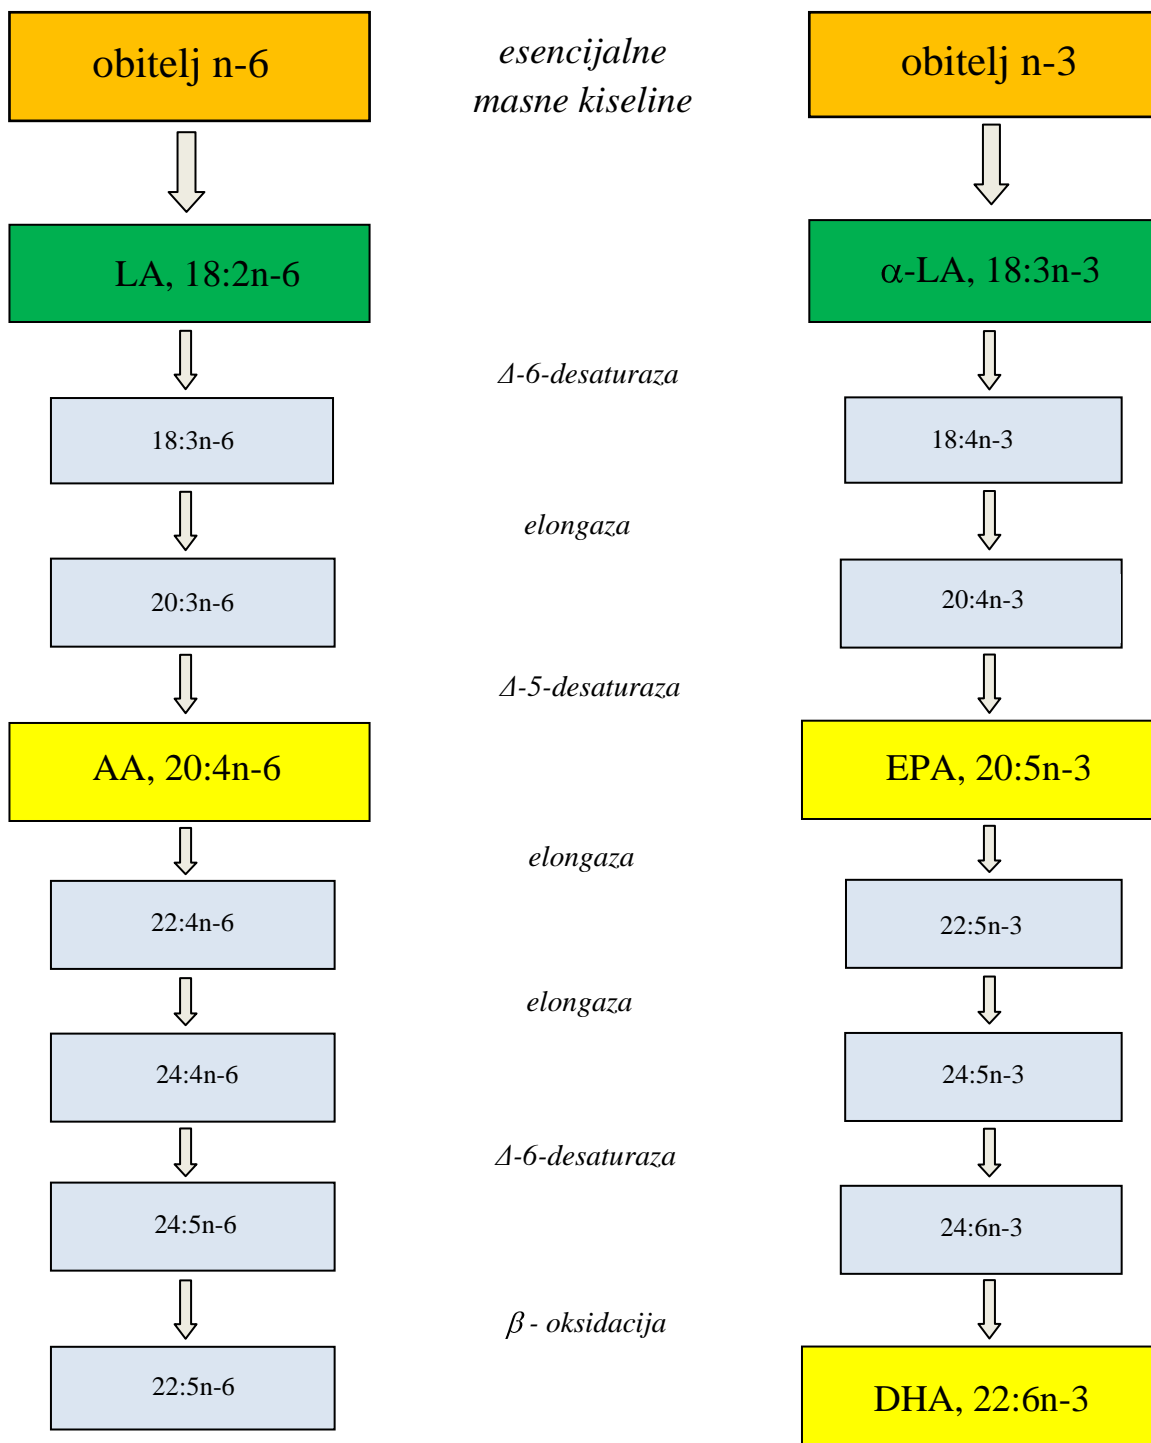 obitelj n-6
esencijalne
masne kiseline
obitelj n-3
LA, 18:2n-6
α-LA, 18:3n-3
Δ-6-desaturaza
18:3n-6
18:4n-3
elongaza
20:3n-6
20:4n-3
Δ-5-desaturaza
AA, 20:4n-6
EPA, 20:5n-3
elongaza
22:4n-6
22:5n-3
elongaza
24:4n-6
24:5n-3
Δ-6-desaturaza
24:5n-6
24:6n-3
β - oksidacija
22:5n-6
DHA, 22:6n-3